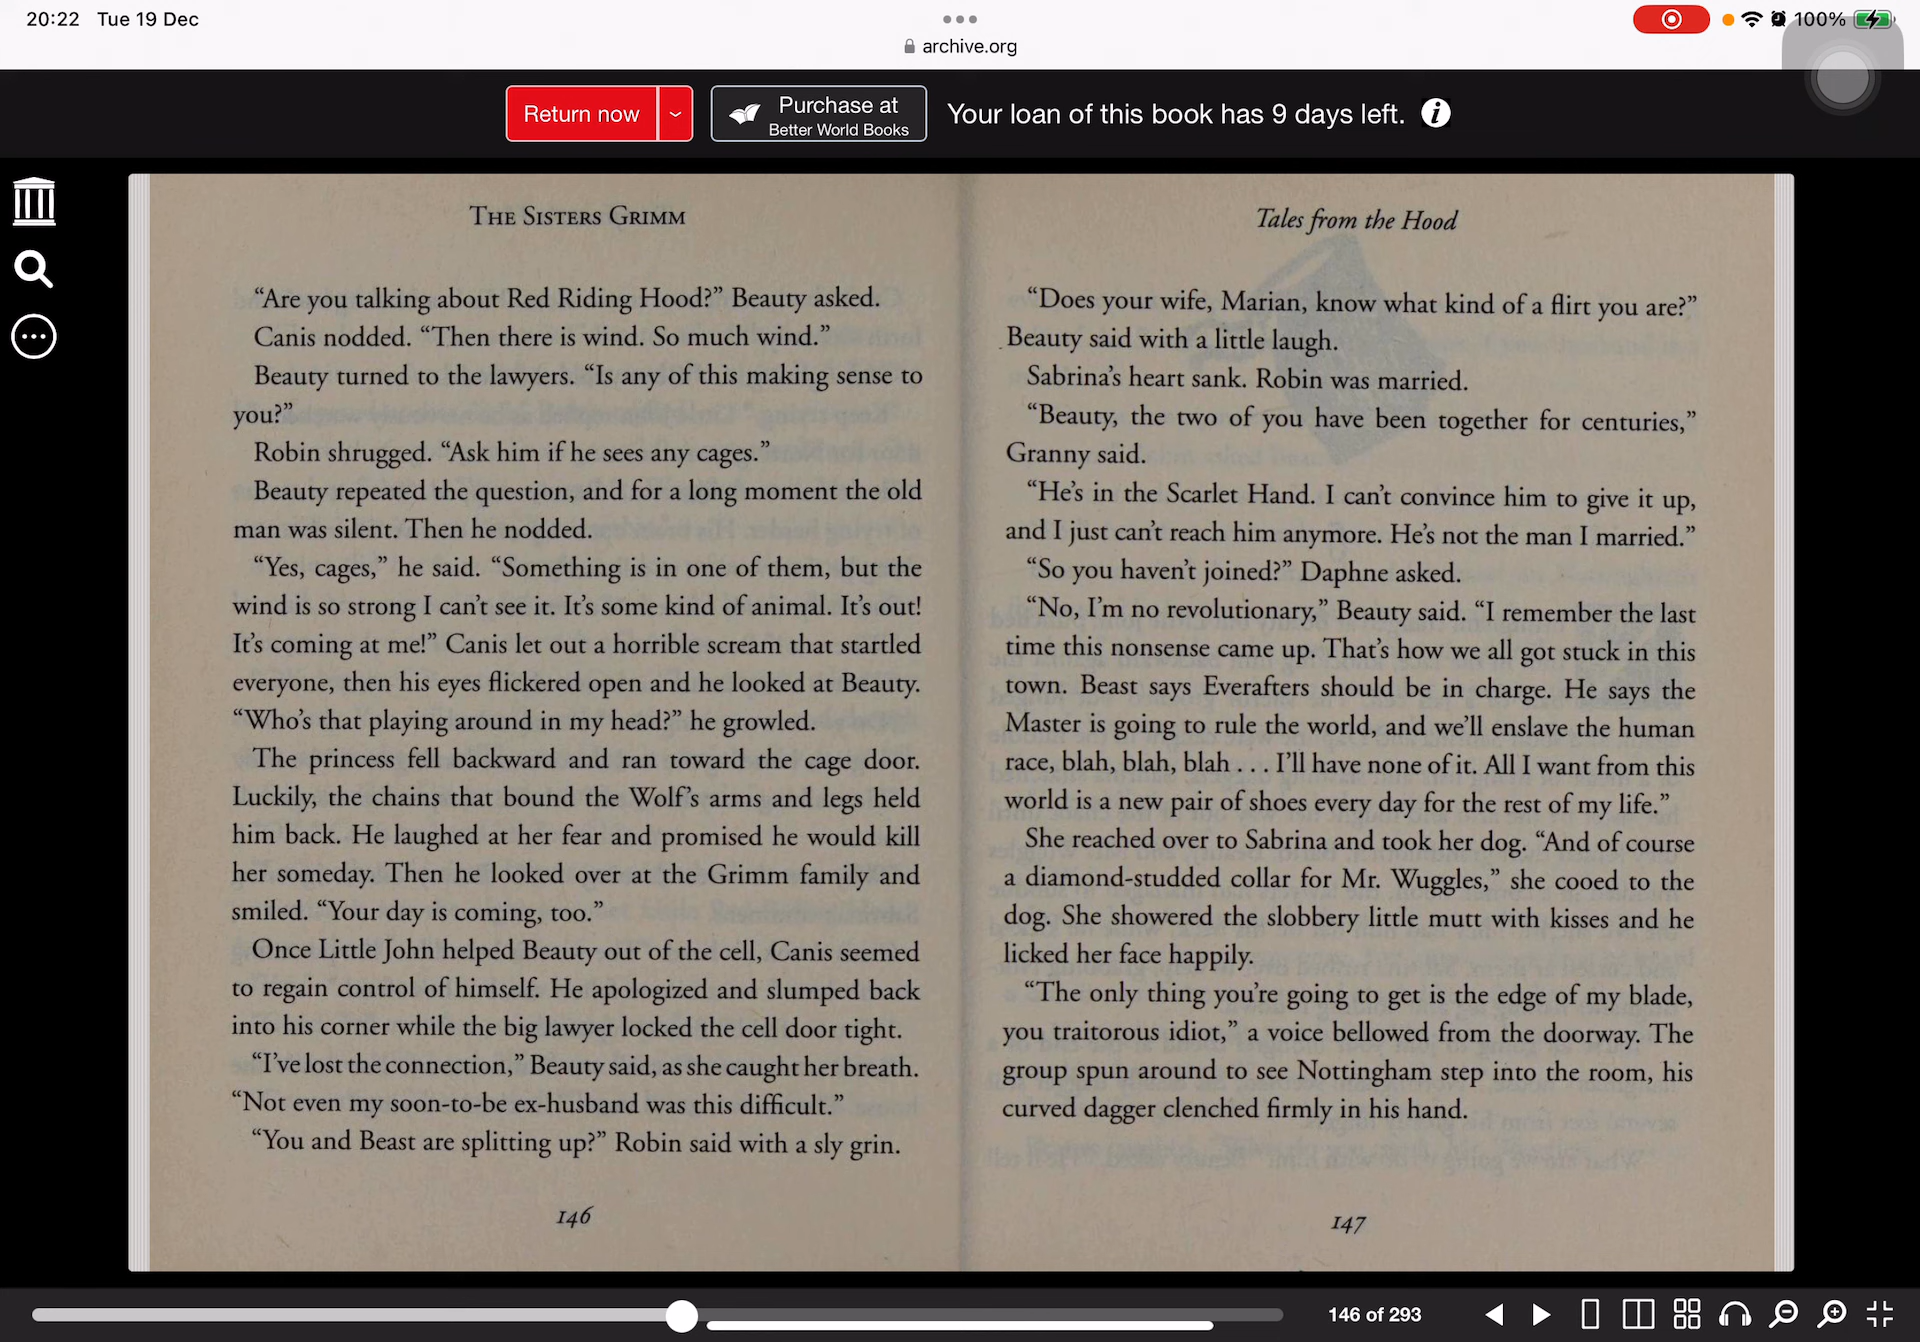 20:22 Tue 19 Dec
100%
archive.org
Return now
Purchase at
Better World Books
Your loan of this book has 9 days left.
THE SISTERS GRIMM
“Are you talking about Red Riding Hood?” Beauty asked.
Canis nodded. “Then there is wind. So much wind.”
Beauty turned to the lawyers. “Is any of this making sense to
you?”
Robin shrugged. “Ask him if he sees any cages.”
Beauty repeated the question, and for a long moment the old
man was silent. Then he nodded.
“Yes, cages,” he said. “Something is in one of them, but the
wind is so strong I can’t see it. It’s some kind of animal. It’s out!
It’s coming at me!” Canis let out a horrible scream that startled
everyone, then his eyes flickered open and he looked at Beauty.
“Who’s that playing around in my head?” he growled.
The princess fell backward and ran toward the cage door.
Luckily, the chains that bound the Wolf’s arms and legs held
him back. He laughed at her fear and promised he would kill
her someday. Then he looked over at the Grimm family and
smiled. “Your day is coming, too.”
Once Little John helped Beauty out of the cell, Canis seemed
to regain control of himself. He apologized and slumped back
into his corner while the big lawyer locked the cell door tight.
“I’ve lost the connection,” Beauty said, as she caught her breath.
“Not even my soon-to-be ex-husband was this difficult.”
“You and Beast are splitting up?” Robin said with a sly grin.
146
Tales from the Hood
“Does your wife, Marian, know what kind of a flirt you are?”
Beauty said with a little laugh.
Sabrina’s heart sank. Robin was married.
“Beauty, the two of you have been together for centuries,”
Granny said.
“He’s in the Scarlet Hand. I can’t convince him to give it up,
and I just can’t reach him anymore. He’s not the man I married.”
“So you haven’t joined?” Daphne asked.
“No, I’m no revolutionary,” Beauty said. “I remember the last
time this nonsense came up. That’s how we all got stuck in this
town. Beast says Everafters should be in charge. He says the
Master is going to rule the world, and we’ll enslave the human
race, blah, blah, blah . . . I’ll have none of it. All I want from this
world is a new pair of shoes every day for the rest of my life.”
She reached over to Sabrina and took her dog. “And of course
a diamond-studded collar for Mr. Wuggles,” she cooed to the
dog. She showered the slobbery little mutt with kisses and he
licked her face happily.
“The only thing you’re going to get is the edge of my blade,
you traitorous idiot,” a voice bellowed from the doorway. The
group spun around to see Nottingham step into the room, his
curved dagger clenched firmly in his hand.
147
146 of 293